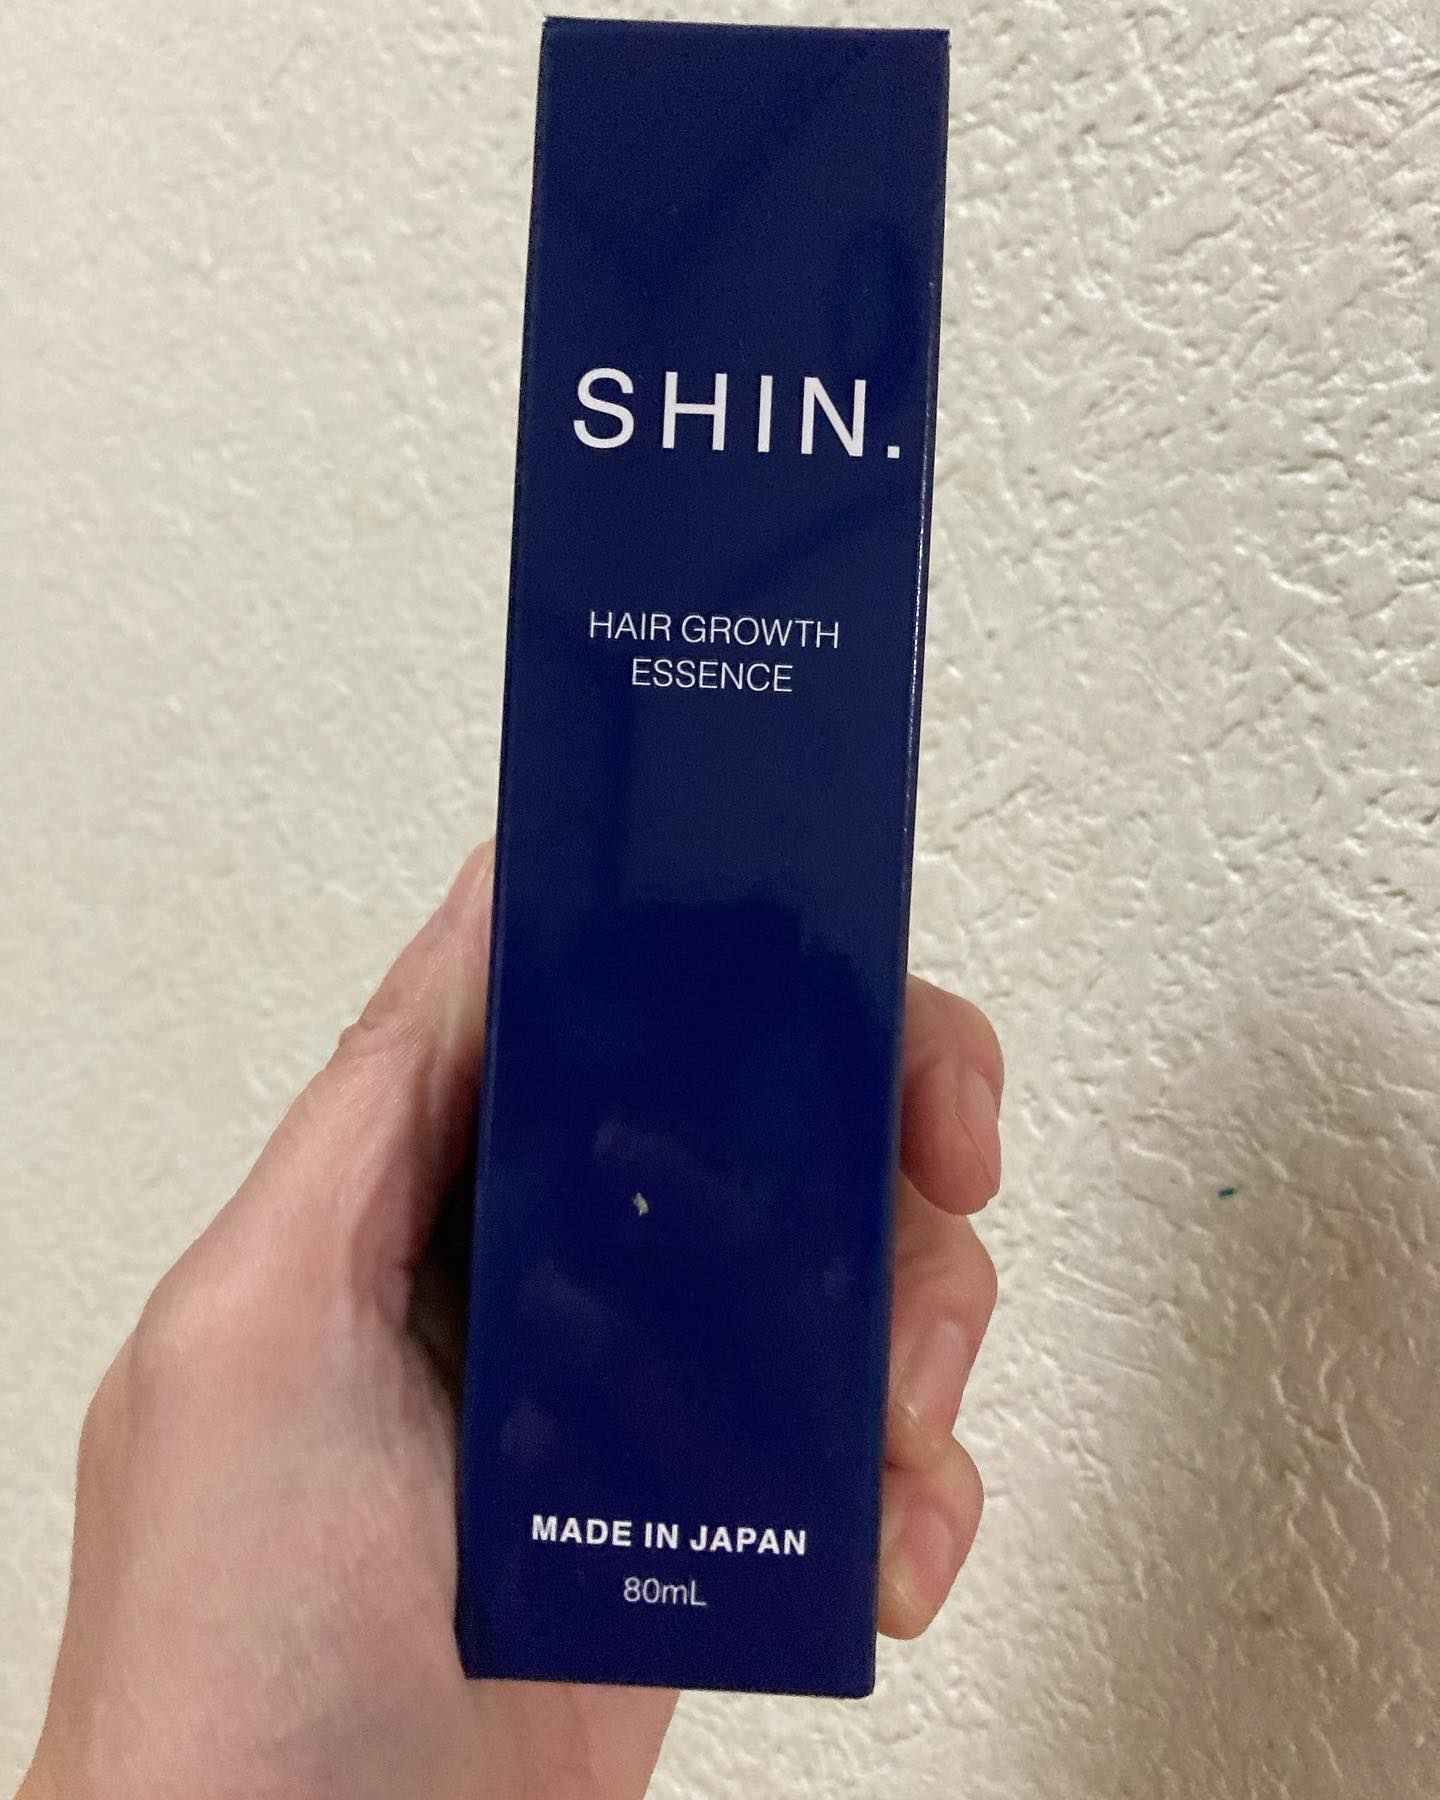 SHIN.
HAIR GROWTH
ESSENCE
MADE IN JAPAN
80mL